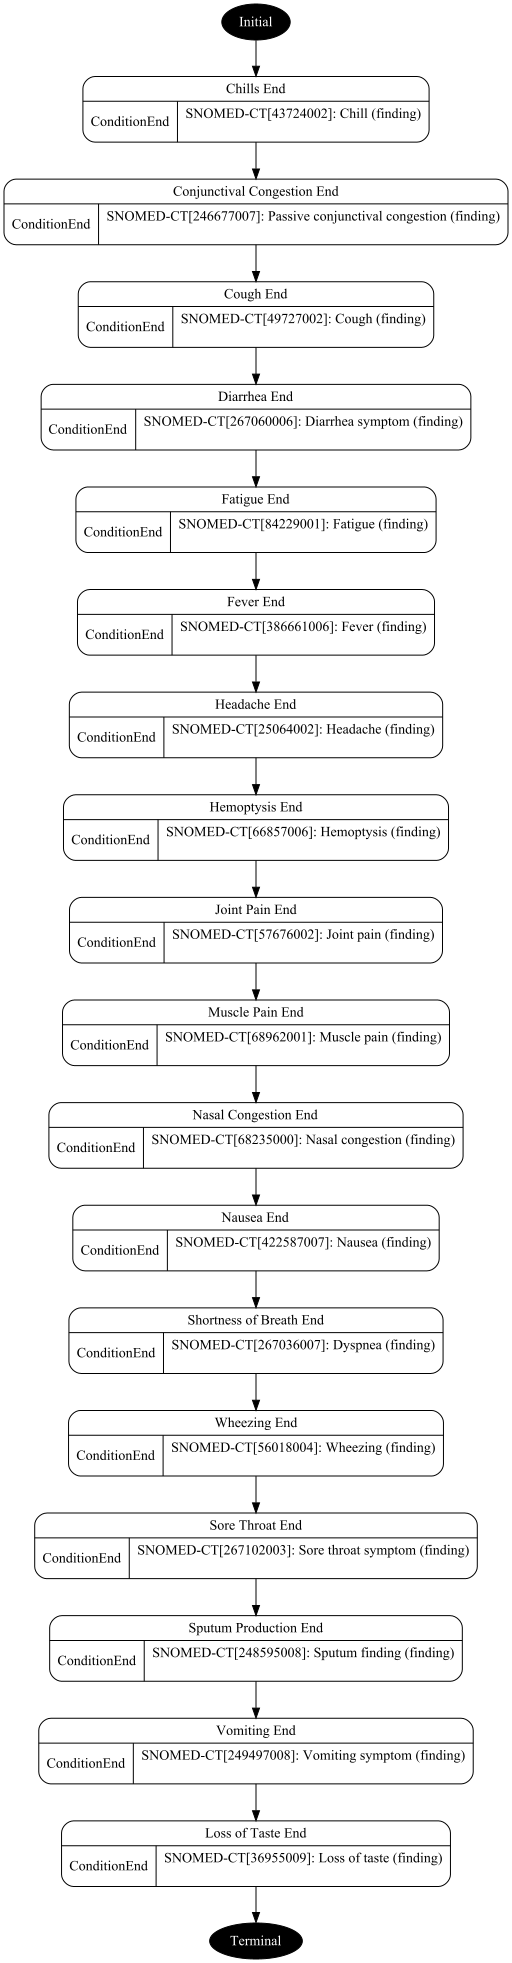 Initial
Chills End
ConditionEnd
SNOMED-CT[43724002]: Chill (finding)
Conjunctival Congestion End
ConditionEnd
SNOMED-CT[246677007]: Passive conjunctival congestion (finding)
Cough End
ConditionEnd
SNOMED-CT[49727002]: Cough (finding)
Diarrhea End
ConditionEnd
SNOMED-CT[267060006]: Diarrhea symptom (finding)
Fatigue End
ConditionEnd
SNOMED-CT[84229001]: Fatigue (finding)
Fever End
ConditionEnd
SNOMED-CT[386661006]: Fever (finding)
Headache End
ConditionEnd
SNOMED-CT[25064002]: Headache (finding)
Hemoptysis End
ConditionEnd
SNOMED-CT[66857006]: Hemoptysis (finding)
Joint Pain End
ConditionEnd
SNOMED-CT[57676002]: Joint pain (finding)
Muscle Pain End
ConditionEnd
SNOMED-CT[68962001]: Muscle pain (finding)
Nasal Congestion End
ConditionEnd
SNOMED-CT[68235000]: Nasal congestion (finding)
Nausea End
ConditionEnd
SNOMED-CT[422587007]: Nausea (finding)
Shortness of Breath End
ConditionEnd
SNOMED-CT[267036007]: Dyspnea (finding)
Wheezing End
ConditionEnd
SNOMED-CT[56018004]: Wheezing (finding)
Sore Throat End
ConditionEnd
SNOMED-CT[267102003]: Sore throat symptom (finding)
Sputum Production End
ConditionEnd
SNOMED-CT[248595008]: Sputum finding (finding)
Vomiting End
ConditionEnd
SNOMED-CT[249497008]: Vomiting symptom (finding)
Loss of Taste End
ConditionEnd
SNOMED-CT[36955009]: Loss of taste (finding)
Terminal